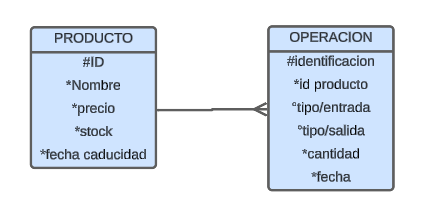 PRODUCTO
#ID
*Nombre
*precio
*stock
*fecha caducidad
OPERACION
#identificacion
*id producto
°tipo/entrada
°tipo/salida
*cantidad
*fecha